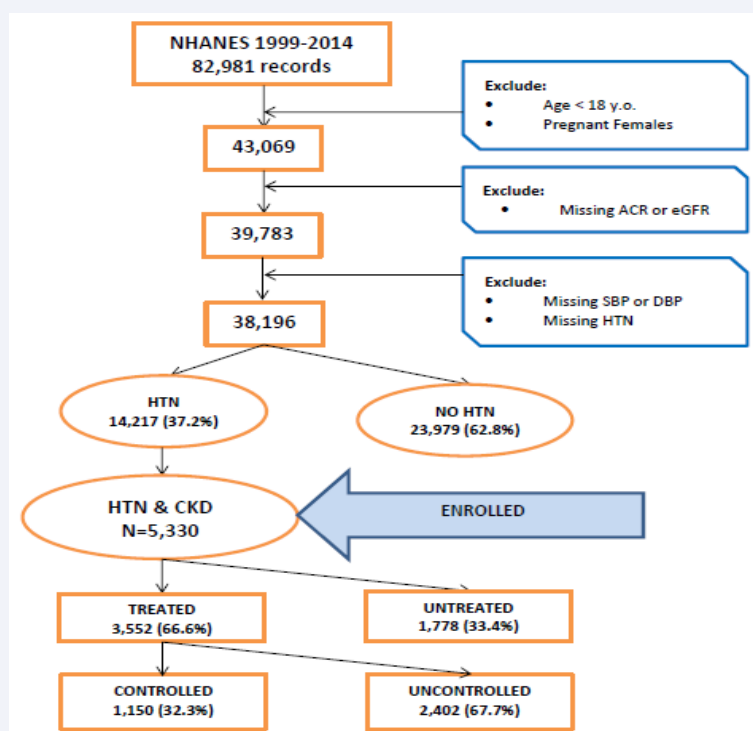 NHANES 1999-2014
82,981 records
Exclude:
• Age < 18 y.o.
• Pregnant Females
43,069
Exclude:
• Missing ACR or eGFR
39,783
Exclude:
• Missing SBP or DBP
• Missing HTN
38,196
HTN
14,217 (37.2%)
NO HTN
23,979 (62.8%)
HTN & CKD
N=5,330
ENROLLED
TREATED
3,552 (66.6%)
UNTREATED
1,778 (33.4%)
CONTROLLED
1,150 (32.3%)
UNCONTROLLED
2,402 (67.7%)